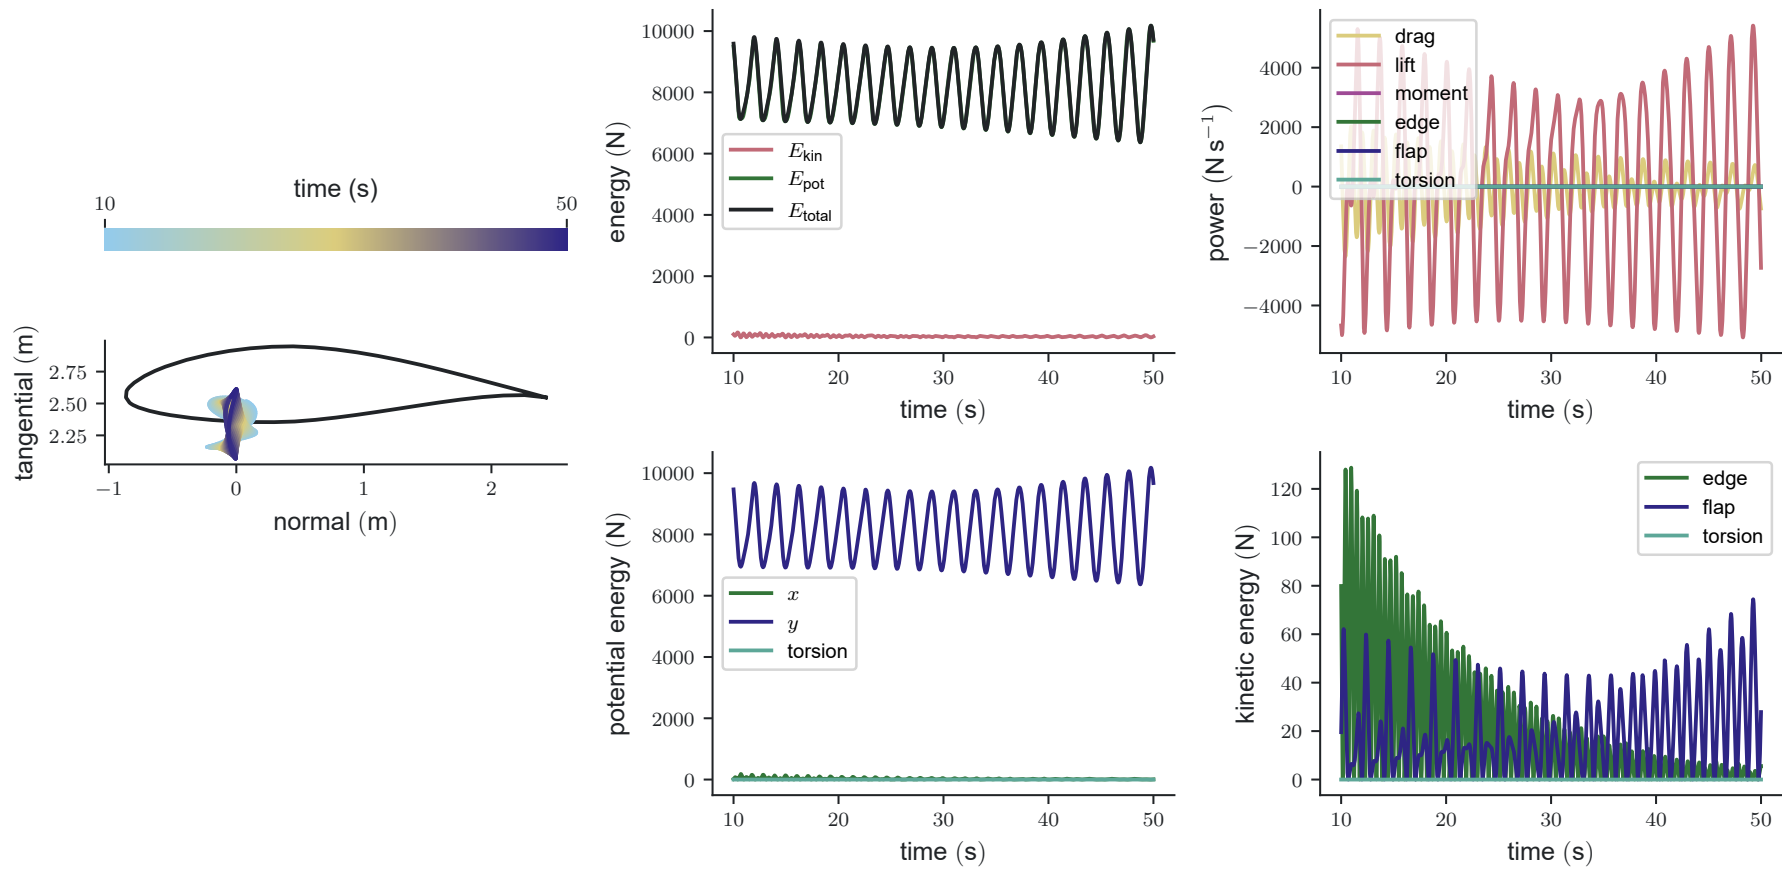 time (s)
10 50
tangential (m)
2.75
2.50
2.25
−1 0 1 2
normal (m)
energy (N)
10000
8000
6000
4000
2000
0
E_kin
E_pot
E_total
10 20 30 40 50
time (s)
power (N s⁻¹)
4000
2000
0
−2000
−4000
drag
lift
moment
edge
flap
torsion
10 20 30 40 50
time (s)
potential energy (N)
10000
8000
6000
4000
2000
0
x
y
torsion
10 20 30 40 50
time (s)
kinetic energy (N)
120
100
80
60
40
20
0
edge
flap
torsion
10 20 30 40 50
time (s)